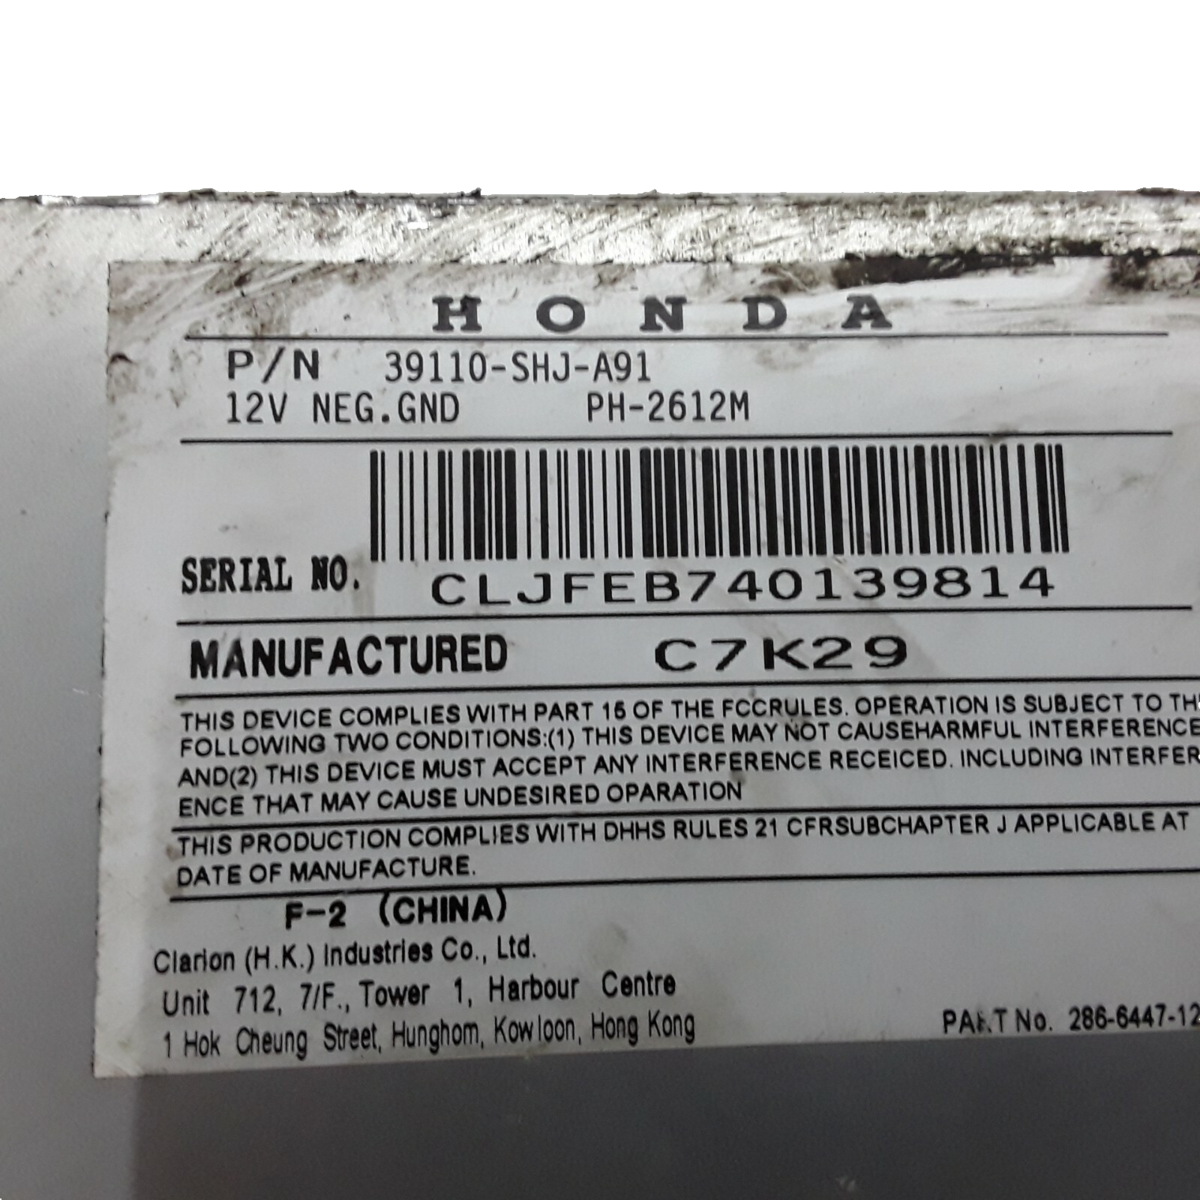 HONDA
P/N 39110-SHJ-A91
12V NEG.GND PH-2612M
SERIAL NO. CLJFEB740139814
MANUFACTURED C7K29
THIS DEVICE COMPLIES WITH PART 15 OF THE FCCRULES. OPERATION IS SUBJECT TO TH
FOLLOWING TWO CONDITIONS:(1) THIS DEVICE MAY NOT CAUSEHARMFUL INTERFERENCE
AND(2) THIS DEVICE MUST ACCEPT ANY INTERFERENCE RECEICED. INCLUDING INTERFER
ENCE THAT MAY CAUSE UNDESIRED OPARATION
THIS PRODUCTION COMPLIES WITH DHHS RULES 21 CFRSUBCHAPTER J APPLICABLE AT
DATE OF MANUFACTURE.
F-2 (CHINA)
Clarion (H.K.) Industries Co., Ltd.
Unit 712, 7/F., Tower 1, Harbour Centre
1 Hok Cheung Street, Hunghom, Kowloon, Hong Kong
PART No. 286-6447-12